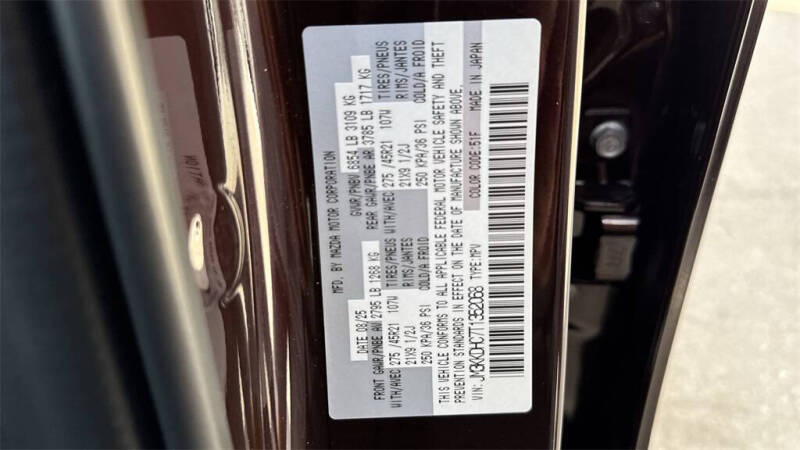 MFD. BY MAZDA MOTOR CORPORATION
DATE 08/25 GVWR/PNBV 6854 LB 3109 KG
FRONT GAWR/PNBE AV 2795 LB 1268 KG REAR GAWR/PNBE AR 3785 LB 1717 KG
WITH/AVEC 275 /45R21 107W TIRES/PNEUS WITH/AVEC 275 /45R21 107W TIRES/PNEUS
21X9 1/2J RIMS/JANTES 21X9 1/2J RIMS/JANTES
250 KPA/36 PSI COLD/A FROID 250 KPA/36 PSI COLD/A FROID
THIS VEHICLE CONFORMS TO ALL APPLICABLE FEDERAL MOTOR VEHICLE SAFETY AND THEFT
PREVENTION STANDARDS IN EFFECT ON THE DATE OF MANUFACTURE SHOWN ABOVE.
VIN: TYPE:MPV COLOR CODE:51F MADE IN JAPAN